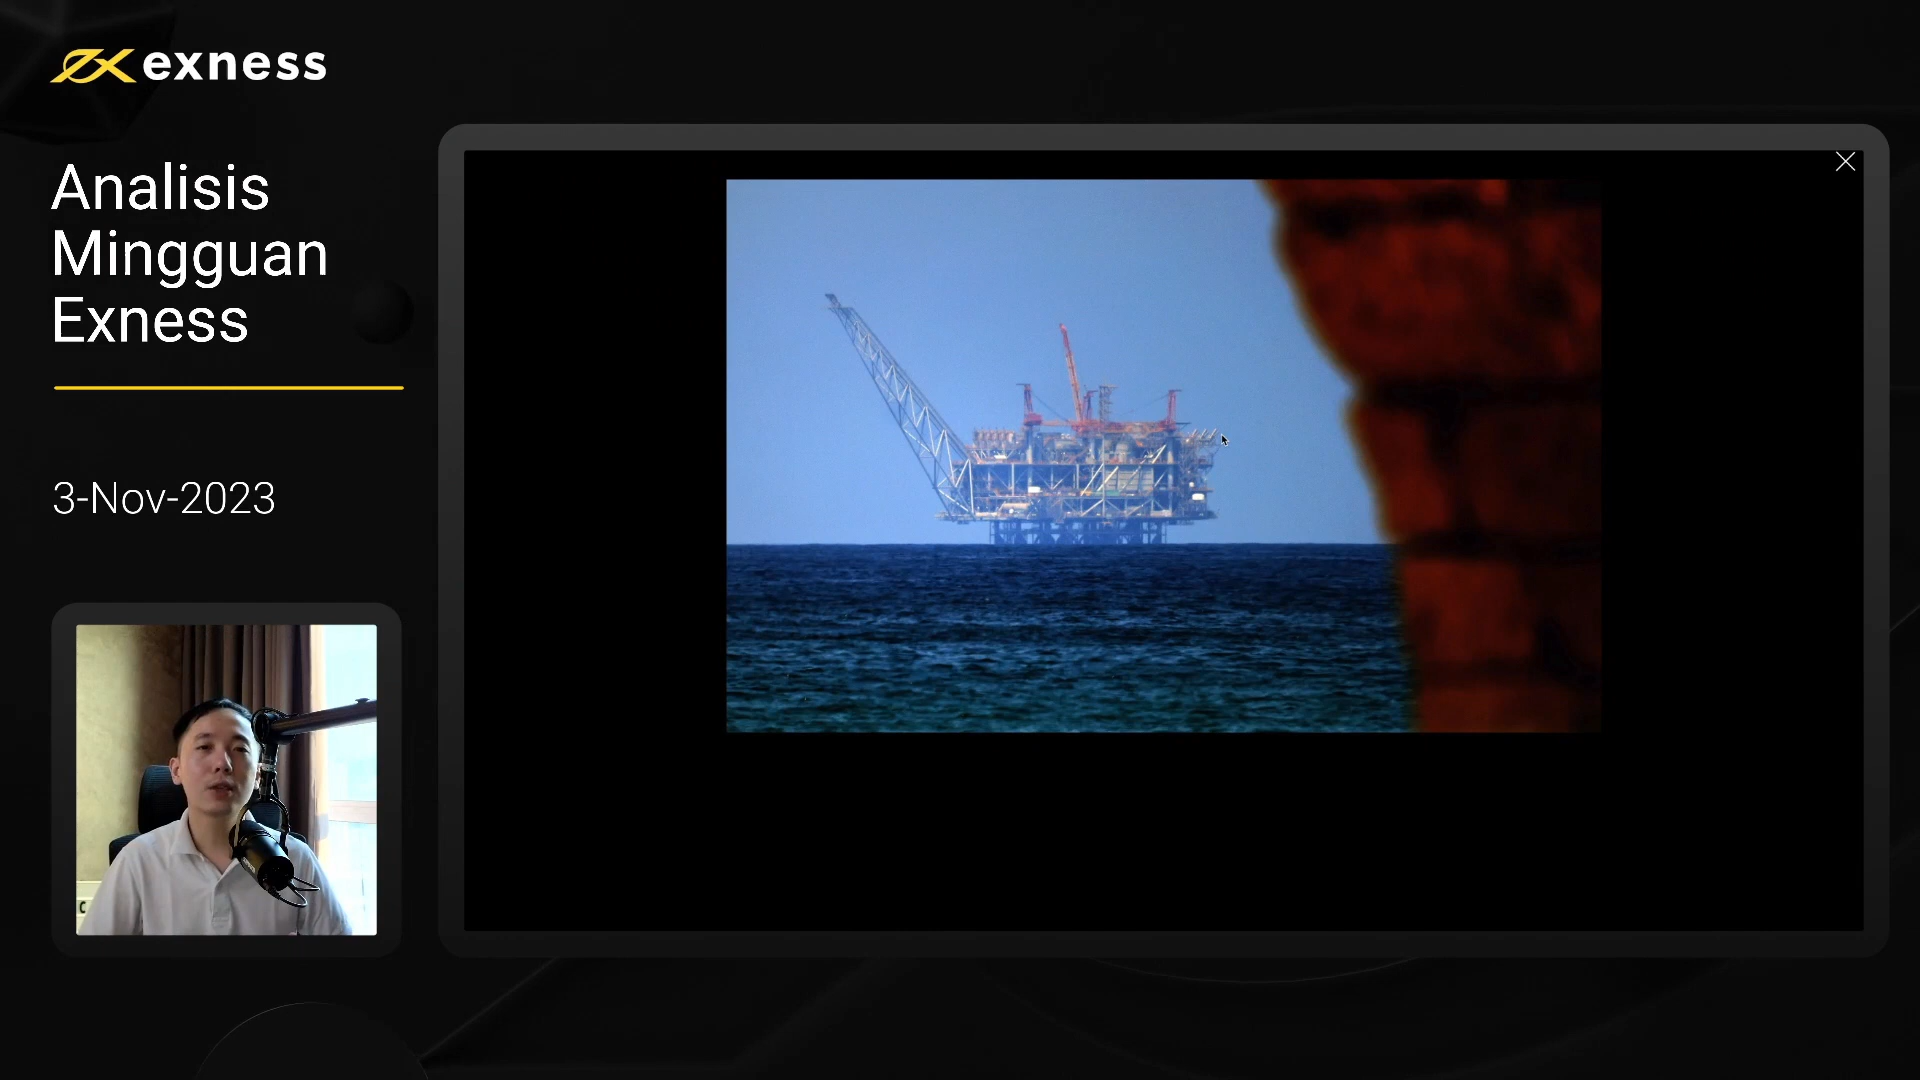 exness
Analisis
Mingguan
Exness
3-Nov-2023